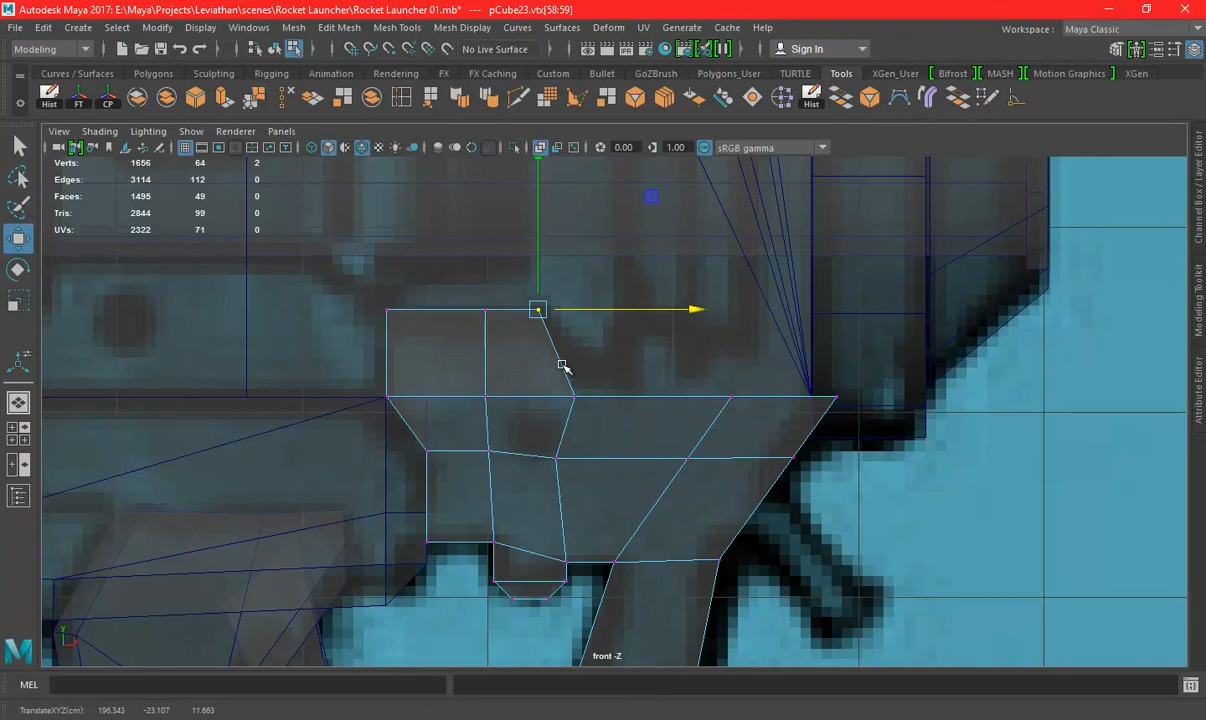 Autodesk Maya 2017: E:\Maya\Projects\Leviathan\scenes\Rocket Launcher\Rocket Launcher 01.mb* --- pCube23.vtx[58:59]
File Edit Create Select Modify Display Windows Mesh Edit Mesh Mesh Tools Mesh Display Curves Surfaces Deform UV Generate Cache Help Workspace : Maya Classic
Modeling No Live Surface Sign In
Curves / Surfaces Polygons Sculpting Rigging Animation Rendering FX FX Caching Custom Bullet GoZBrush Polygons_User TURTLE Tools XGen_User Bifrost MASH Motion Graphics XGen
Hist FT CP Hist
View Shading Lighting Show Renderer Panels
0.00 1.00 sRGB gamma
Verts: 1656 64 2
Edges: 3114 112 0
Faces: 1495 49 0
Tris: 2844 99 0
UVs: 2322 71 0
Channel Box / Layer Editor
Modeling Toolkit
Attribute Editor
y
front -Z
MEL
TranslateXYZ(cm): 196.343 -23.107 11.663